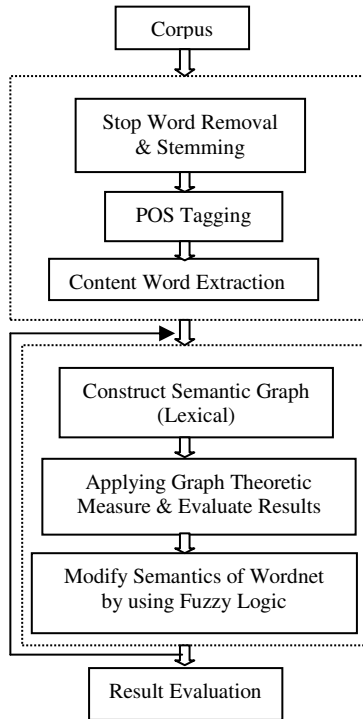 Corpus
Stop Word Removal
& Stemming
POS Tagging
Content Word Extraction
Construct Semantic Graph
(Lexical)
Applying Graph Theoretic
Measure & Evaluate Results
Modify Semantics of Wordnet
by using Fuzzy Logic
Result Evaluation